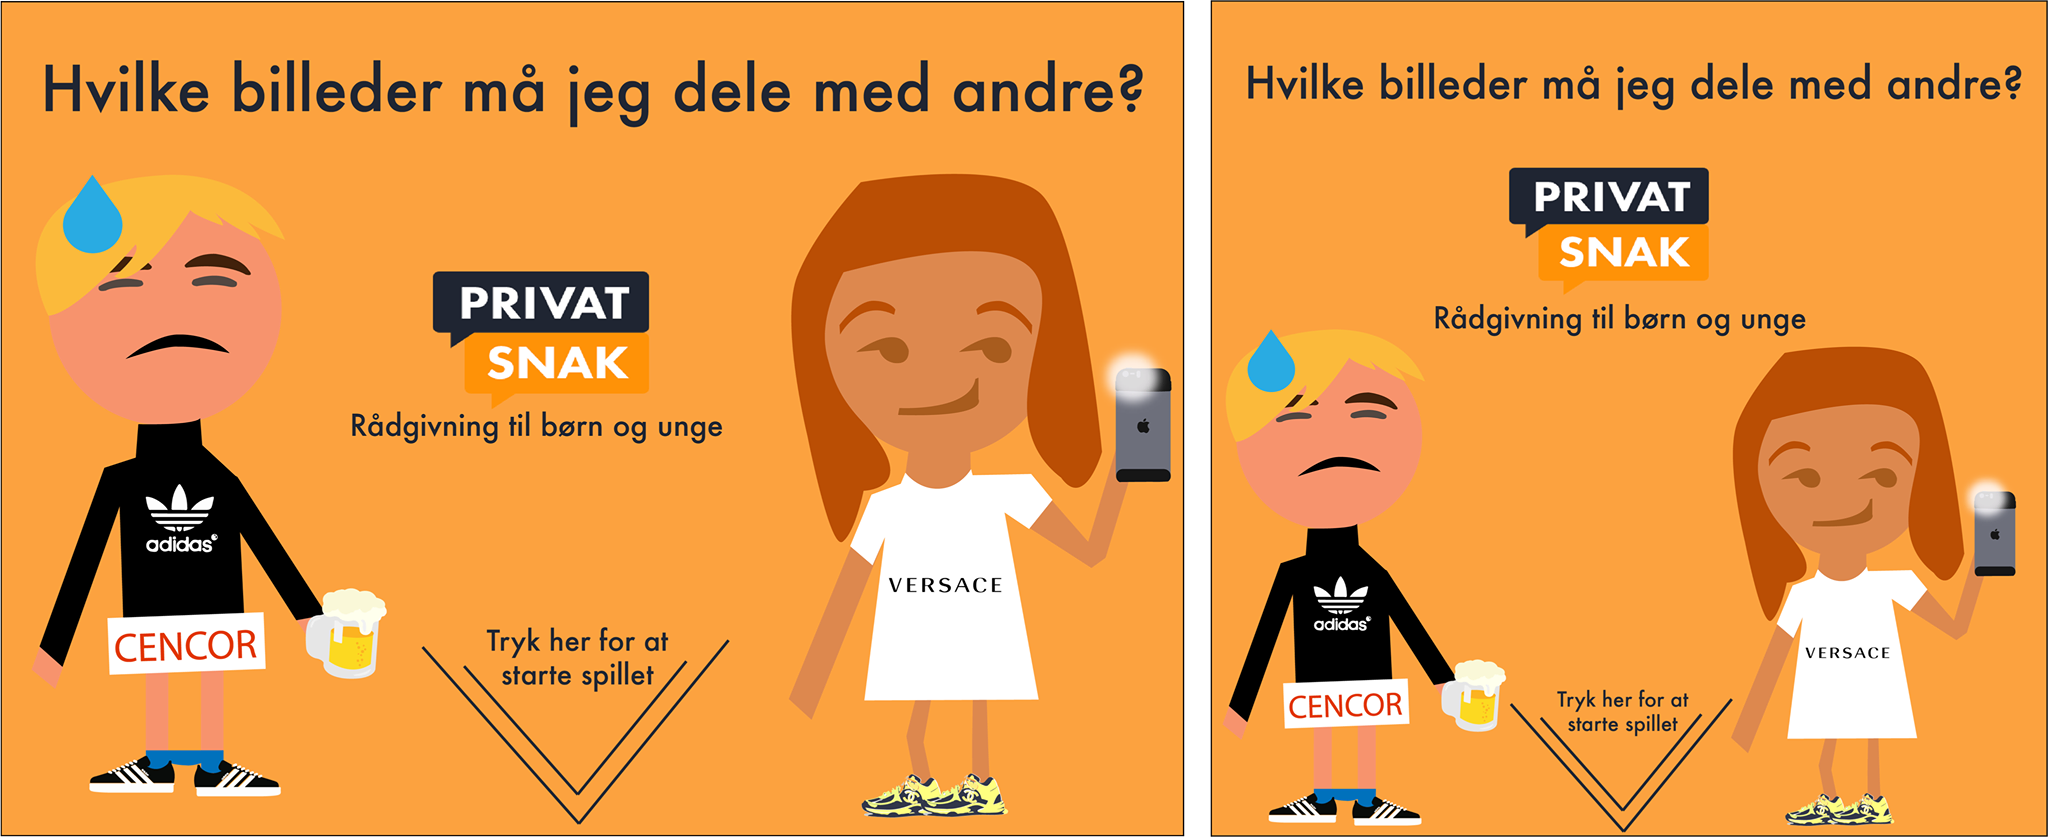 Hvilke billeder må jeg dele med andre?
PRIVAT
SNAK
Rådgivning til børn og unge
adidas
VERSACE
CENCOR
Tryk her for at
starte spillet
Hvilke billeder må jeg dele med andre?
PRIVAT
SNAK
Rådgivning til børn og unge
adidas
VERSACE
CENCOR
Tryk her for at
starte spillet